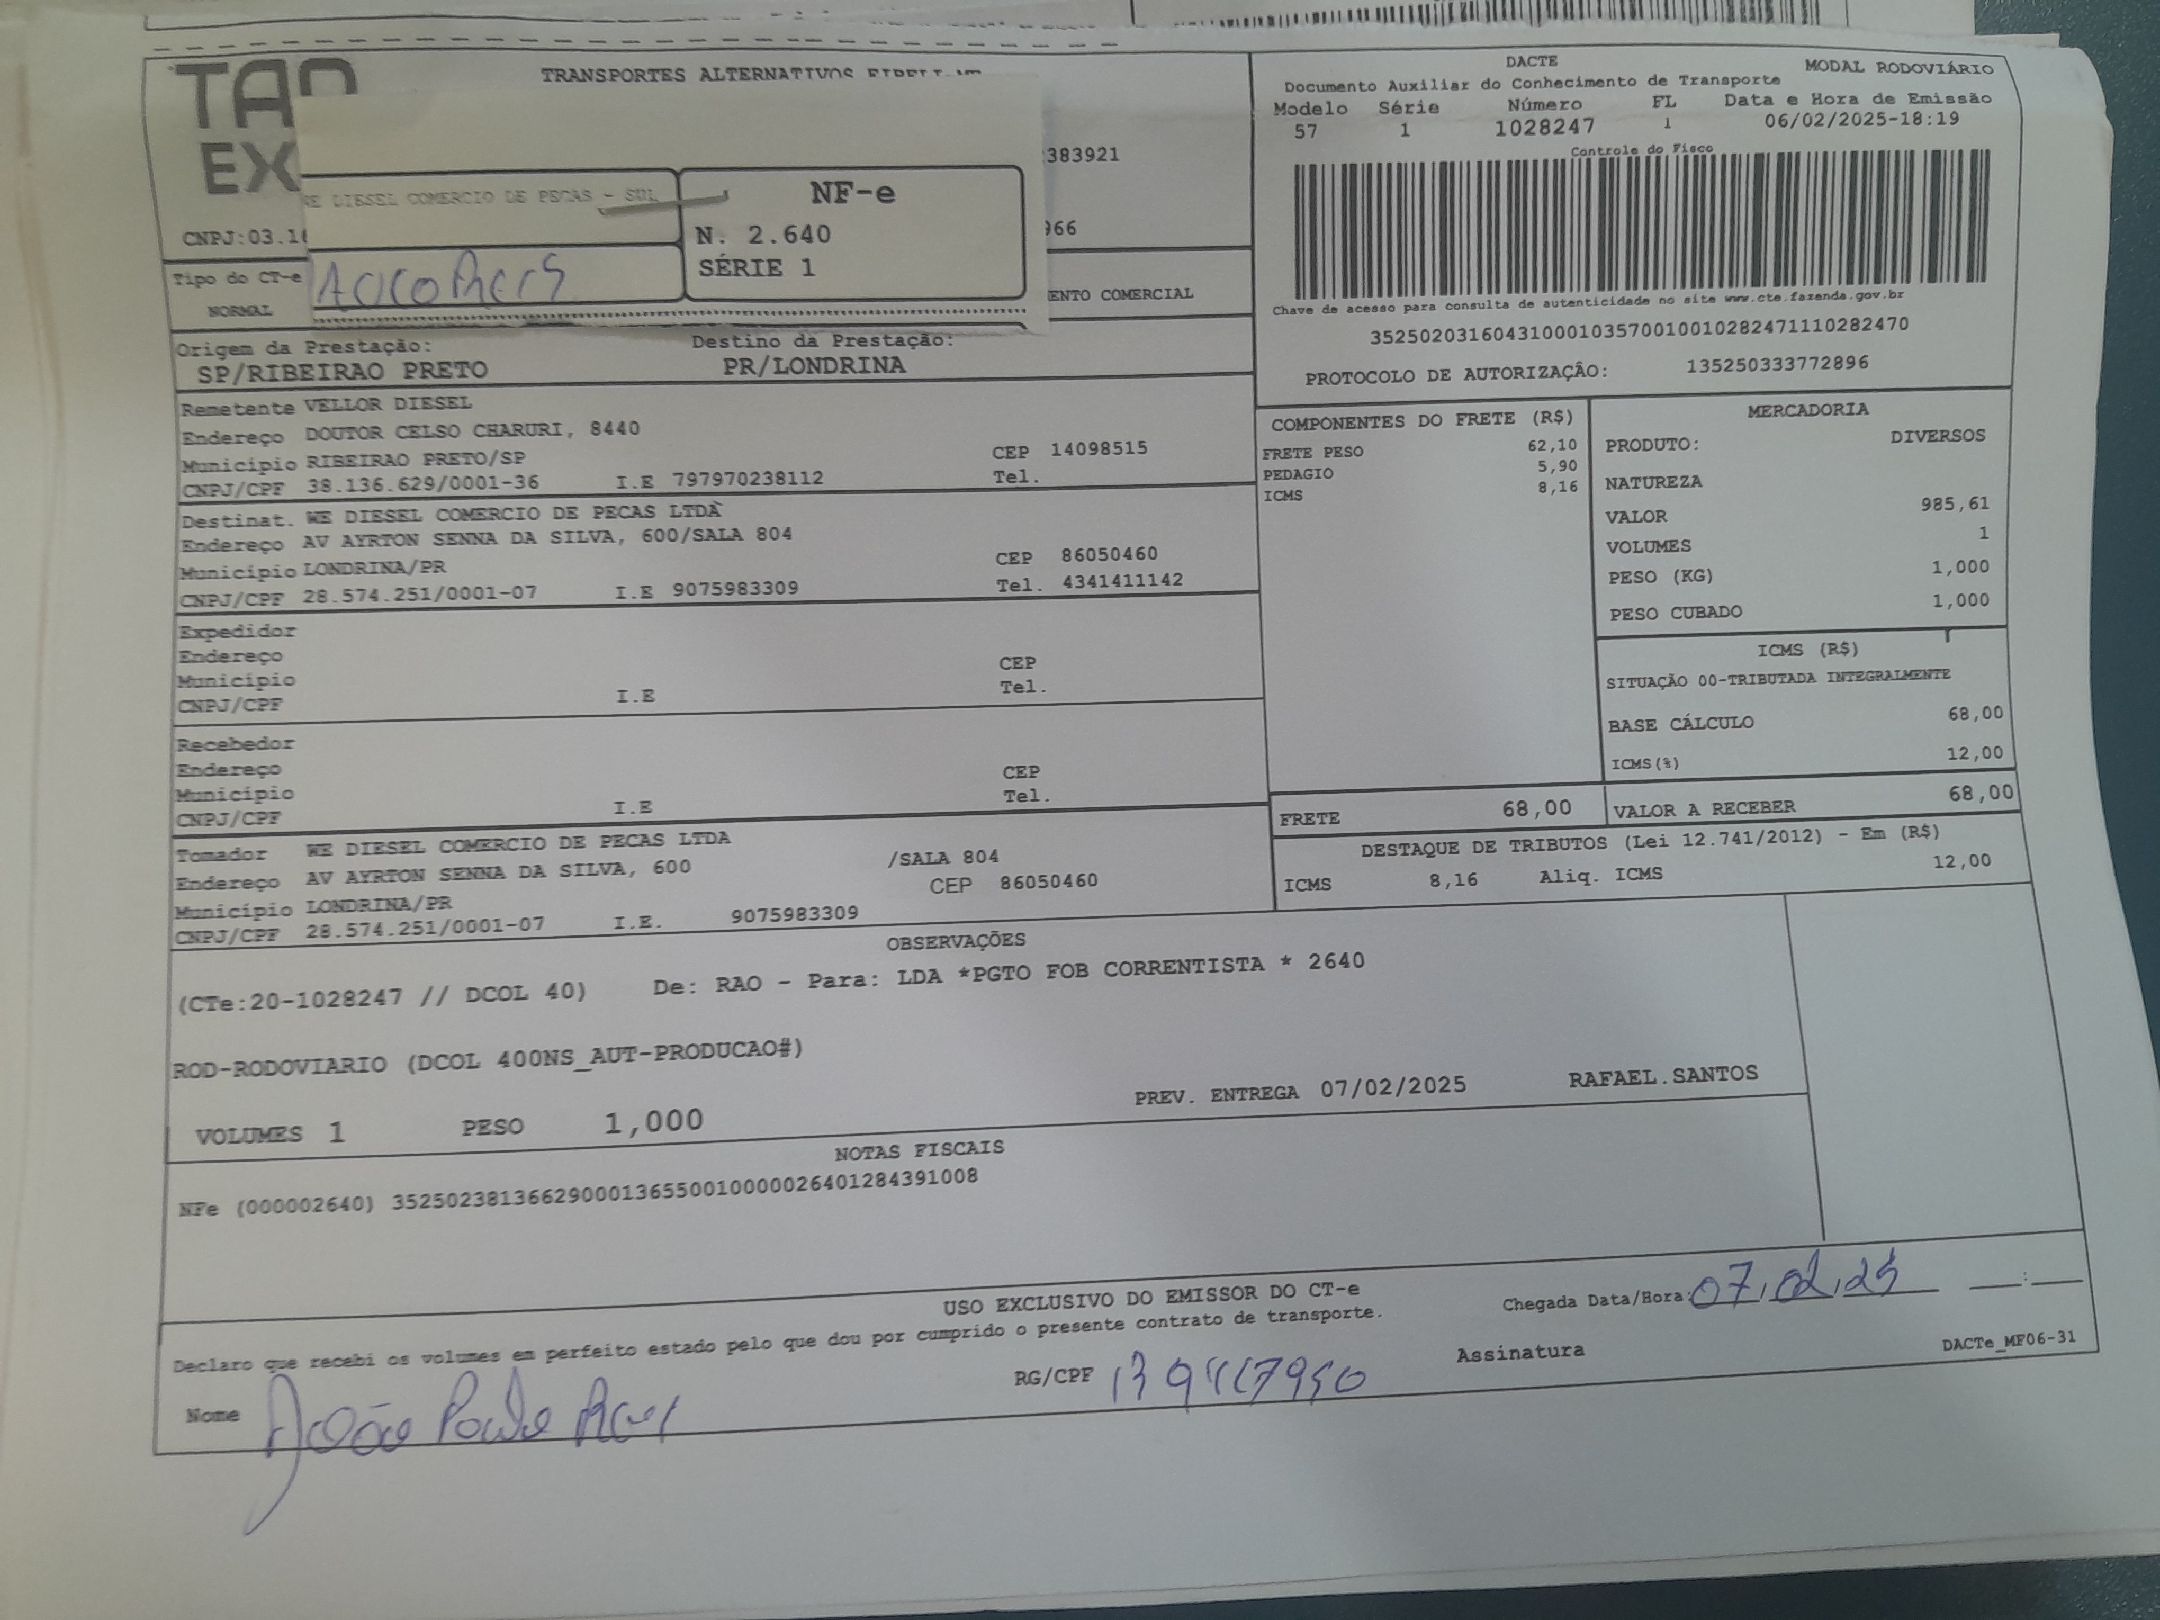 TRANSPORTES ALTERNATIVOS
TAN
EX
383921
966
CNPJ:03.16
Tipo do CT-e
NORMAL
ENTO COMERCIAL
DIESEL COMERCIO DE PECAS - SUL
NF-e
N. 2.640
SÉRIE 1
DACTE
MODAL RODOVIÁRIO
Documento Auxiliar do Conhecimento de Transporte
Modelo Série Número FL Data e Hora de Emissão
57 1 1028247 1 06/02/2025-18:19
Controle do Fisco
Chave de acesso para consulta de autenticidade no site www.cte.fazenda.gov.br
35250203160431000103570010010282471110282470
PROTOCOLO DE AUTORIZAÇÂO: 135250333772896
Origem da Prestação: Destino da Prestação:
SP/RIBEIRAO PRETO PR/LONDRINA
Remetente VELLOR DIESEL
Endereço DOUTOR CELSO CHARURI, 8440
Município RIBEIRAO PRETO/SP CEP 14098515
CNPJ/CPF 38.136.629/0001-36 I.E 797970238112 Tel.
Destinat. WE DIESEL COMERCIO DE PECAS LTDA
Endereço AV AYRTON SENNA DA SILVA, 600/SALA 804
Município LONDRINA/PR CEP 86050460
CNPJ/CPF 28.574.251/0001-07 I.E 9075983309 Tel. 4341411142
Expedidor
Endereço
Município CEP
CNPJ/CPF I.E Tel.
Recebedor
Endereço
Município CEP
CNPJ/CPF I.E Tel.
Tomador WE DIESEL COMERCIO DE PECAS LTDA
Endereço AV AYRTON SENNA DA SILVA, 600 /SALA 804
Município LONDRINA/PR CEP 86050460
CNPJ/CPF 28.574.251/0001-07 I.E. 9075983309
COMPONENTES DO FRETE (R$)
FRETE PESO 62,10
PEDAGIO 5,90
ICMS 8,16
MERCADORIA
PRODUTO: DIVERSOS
NATUREZA
VALOR 985,61
VOLUMES 1
PESO (KG) 1,000
PESO CUBADO 1,000
ICMS (R$)
SITUAÇÃO 00-TRIBUTADA INTEGRALMENTE
BASE CÁLCULO 68,00
ICMS(%) 12,00
FRETE 68,00 VALOR A RECEBER 68,00
DESTAQUE DE TRIBUTOS (Lei 12.741/2012) - Em (R$)
ICMS 8,16 Aliq. ICMS 12,00
OBSERVAÇÕES
(CTe:20-1028247 // DCOL 40) De: RAO - Para: LDA *PGTO FOB CORRENTISTA * 2640
ROD-RODOVIARIO (DCOL 400NS_AUT-PRODUCAO#)
PREV. ENTREGA 07/02/2025 RAFAEL.SANTOS
VOLUMES 1 PESO 1,000
NOTAS FISCAIS
NFe (000002640) 35250238136629000136550010000026401284391008
USO EXCLUSIVO DO EMISSOR DO CT-e
Chegada Data/Hora: 07,02,25 __:__
Declaro que recebi os volumes em perfeito estado pelo que dou por cumprido o presente contrato de transporte.
Nome
RG/CPF
Assinatura
DACTe_MF06-31